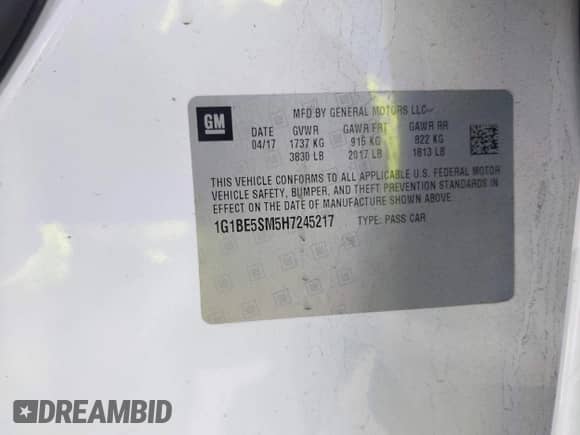 GM
MFD BY GENERAL MOTORS LLC
DATE GVWR GAWR FRT GAWR RR
04/17 1737 KG 916 KG 822 KG
3830 LB 2017 LB 1813 LB
THIS VEHICLE CONFORMS TO ALL APPLICABLE U.S. FEDERAL MOTOR
VEHICLE SAFETY, BUMPER, AND THEFT PREVENTION STANDARDS IN
EFFECT ON THE DATE OF MANUFACTURE SHOWN ABOVE.
1G1BE5SM5H7245217 TYPE: PASS CAR
DREAMBID